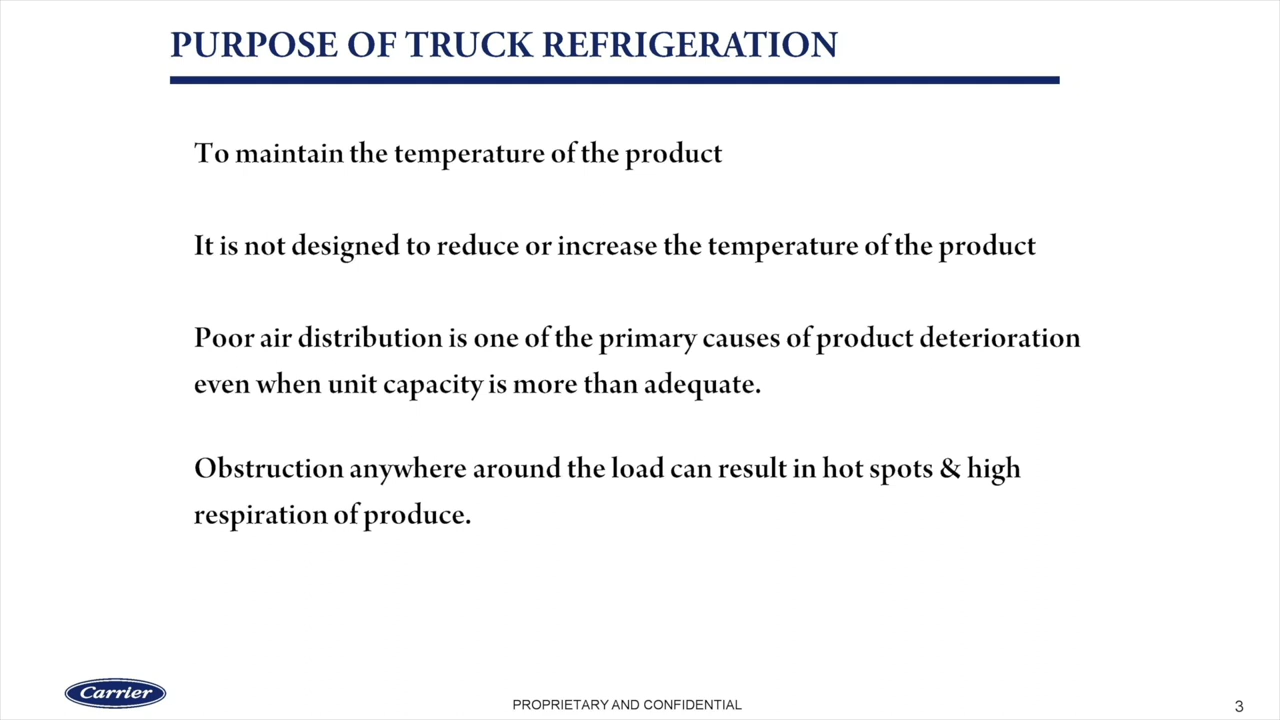 PURPOSE OF TRUCK REFRIGERATION
To maintain the temperature of the product
It is not designed to reduce or increase the temperature of the product
Poor air distribution is one of the primary causes of product deterioration
even when unit capacity is more than adequate.
Obstruction anywhere around the load can result in hot spots & high
respiration of produce.
Carrier
PROPRIETARY AND CONFIDENTIAL
3